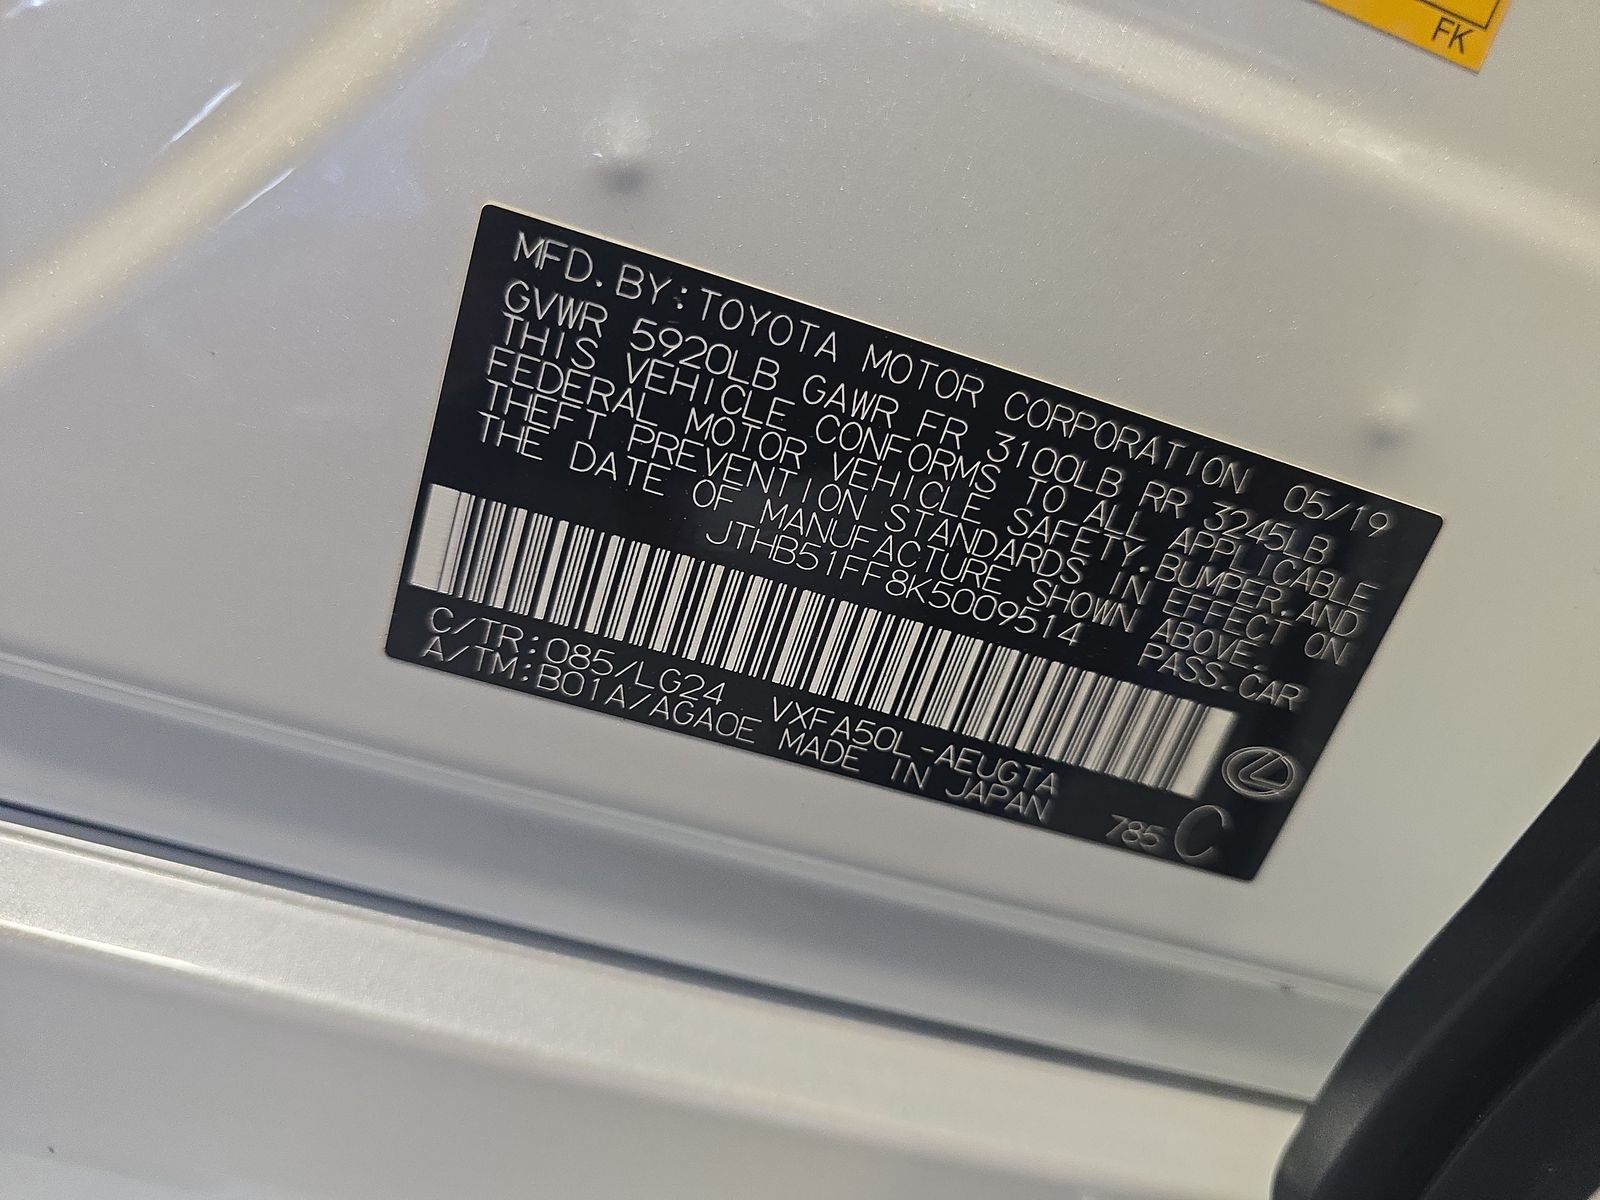 FK
MFD. BY: TOYOTA MOTOR CORPORATION 05/19
GVWR 5920LB GAWR FR 3100LB RR 3245LB
THIS VEHICLE CONFORMS TO ALL APPLICABLE
FEDERAL MOTOR VEHICLE SAFETY, BUMPER, AND
THEFT PREVENTION STANDARDS IN EFFECT ON
THE DATE OF MANUFACTURE SHOWN ABOVE.
JTHB51FF8K5009514 PASS. CAR
C/TR: 085/LG24 VXFA50L-AEUGTA
A/TM: B01A/AGA0E MADE IN JAPAN
785 C